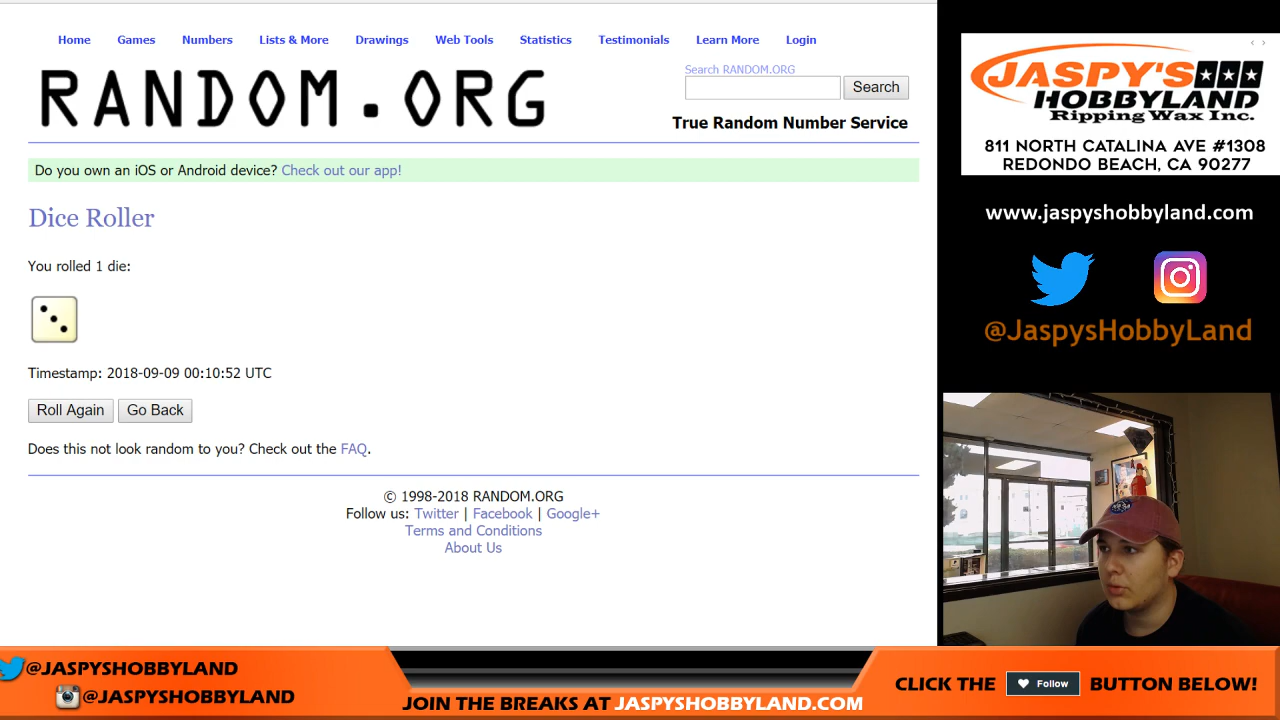 Home Games Numbers Lists & More Drawings Web Tools Statistics Testimonials Learn More Login
RANDOM.ORG
Search RANDOM.ORG
Search
True Random Number Service
Do you own an iOS or Android device? Check out our app!
Dice Roller
You rolled 1 die:
Timestamp: 2018-09-09 00:10:52 UTC
Roll Again Go Back
Does this not look random to you? Check out the FAQ.
© 1998-2018 RANDOM.ORG
Follow us: Twitter | Facebook | Google+
Terms and Conditions
About Us
JASPY'S
HOBBYLAND
Ripping Wax Inc.
811 NORTH CATALINA AVE #1308
REDONDO BEACH, CA 90277
www.jaspyshobbyland.com
@JaspysHobbyLand
@JASPYSHOBBYLAND
@JASPYSHOBBYLAND
JOIN THE BREAKS AT JASPYSHOBBYLAND.COM
CLICK THE Follow BUTTON BELOW!